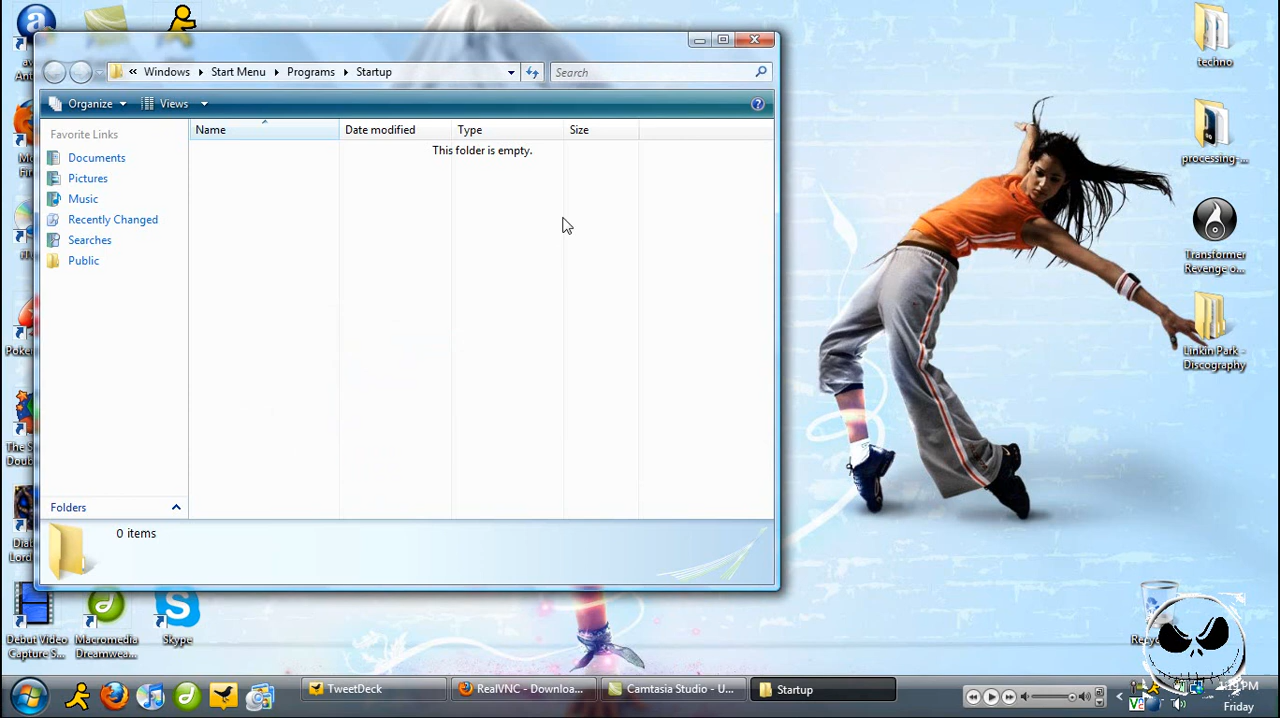 techno
processing-...
Transformer
Revenge o...
Linkin Park -
Discography
« Windows
Start Menu
Programs
Startup
Search
Organize
Views
Favorite Links
Documents
Pictures
Music
Recently Changed
Searches
Public
Name
Date modified
Type
Size
This folder is empty.
Folders
0 items
Debut Video
Capture S...
Macromedia
Dreamwea...
Skype
TweetDeck
RealVNC - Downloa...
Camtasia Studio - U...
Startup
Friday